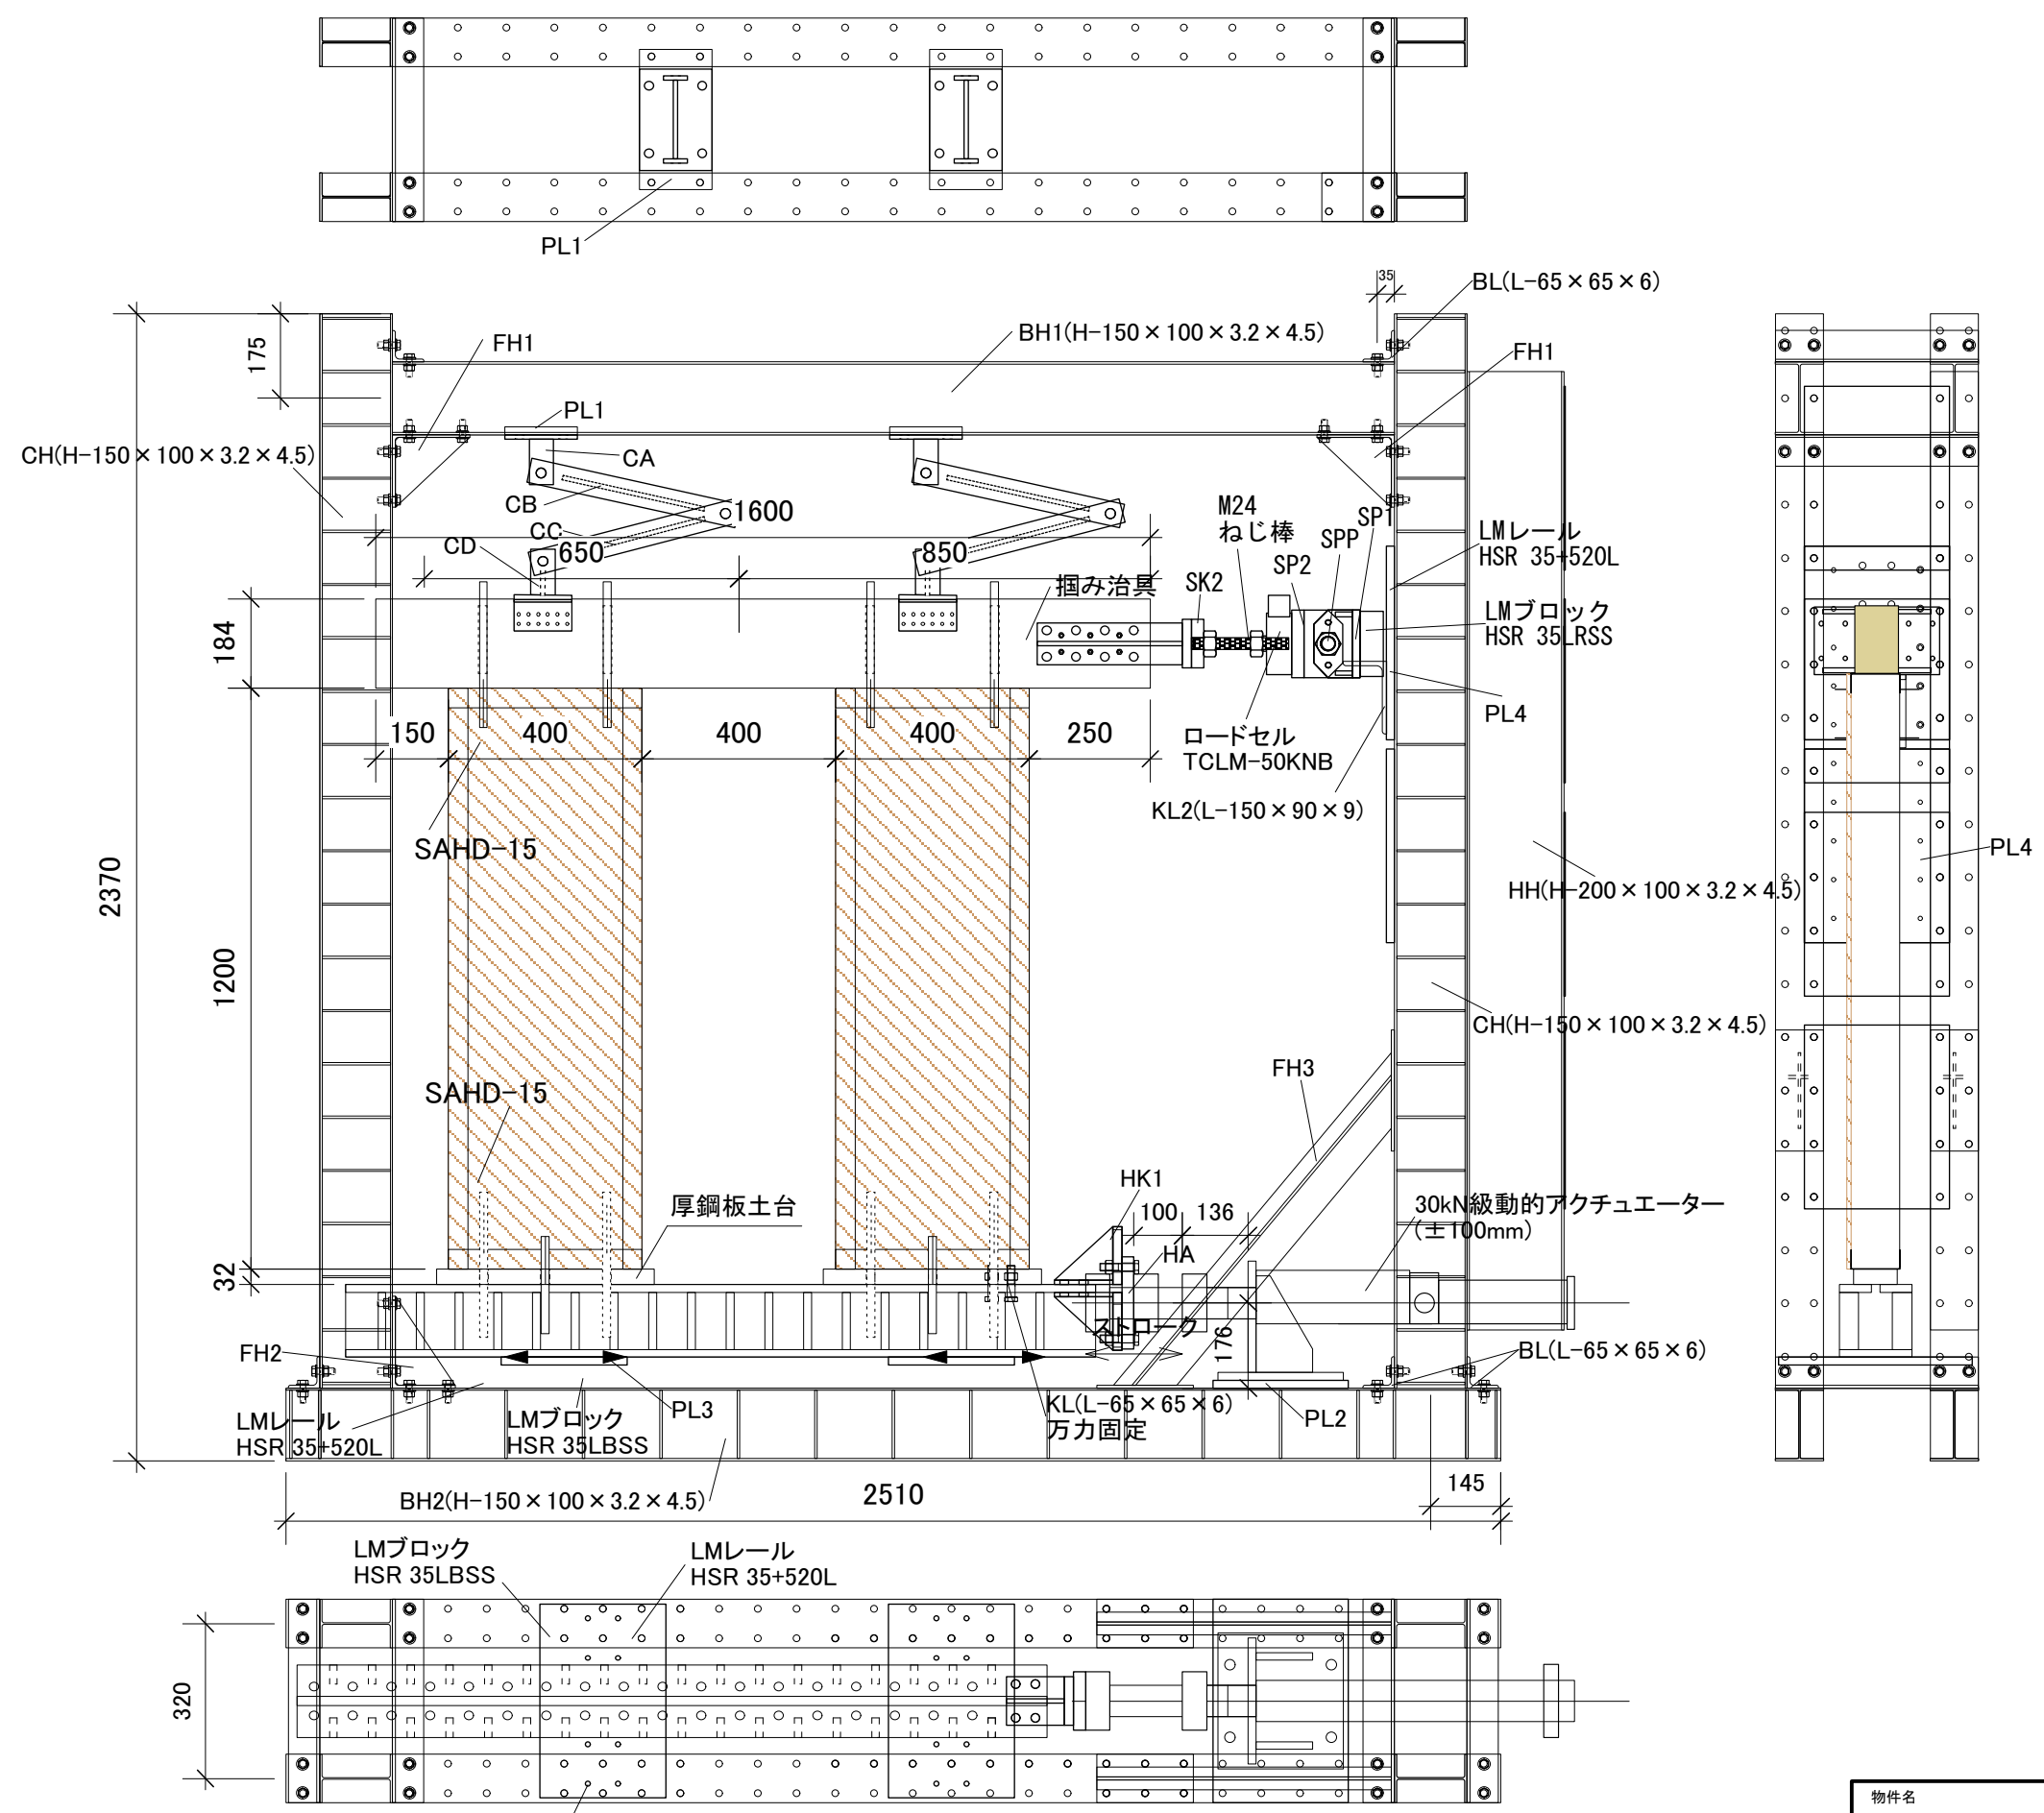 PL1
35
BL(L-65×65×6)
BH1(H-150×100×3.2×4.5)
FH1
FH1
175
PL1
CH(H-150×100×3.2×4.5)
CA
CB
1600
M24
ねじ棒
SP1
SPP
LMレール
HSR 35+520L
CC
CD
650
850
SP2
掴み治具
SK2
LMブロック
HSR 35LRSS
184
PL4
150
400
400
400
250
ロードセル
TCLM-50KNB
KL2(L-150×90×9)
SAHD-15
PL4
2370
HH(H-200×100×3.2×4.5)
1200
CH(H-150×100×3.2×4.5)
FH3
SAHD-15
HK1
厚鋼板土台
100
136
30kN級動的アクチュエーター
(±100mm)
HA
32
ストローク
176
FH2
BL(L-65×65×6)
KL(L-65×65×6)
万力固定
PL3
PL2
LMレール
HSR 35+520L
LMブロック
HSR 35LBSS
145
BH2(H-150×100×3.2×4.5)
2510
LMブロック
HSR 35LBSS
LMレール
HSR 35+520L
320
物件名